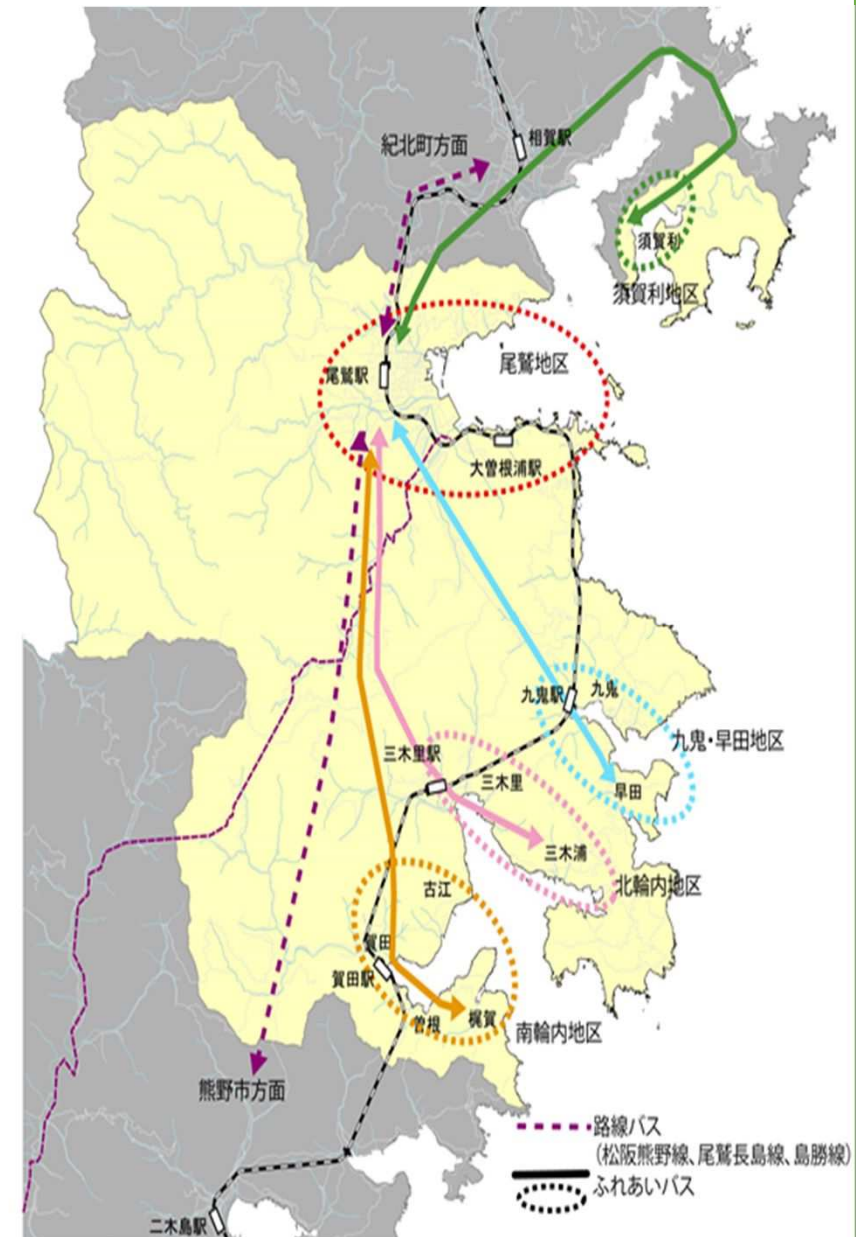 相賀駅
紀北町方面
須賀利
須賀利地区
尾鷲地区
尾鷲駅
大曽根浦駅
九鬼駅
九鬼
九鬼・早田地区
三木里駅
三木里
早田
三木浦
北輪内地区
古江
賀田
賀田駅
曽根
梶賀
南輪内地区
熊野市方面
路線バス
(松阪熊野線、尾鷲長島線、島勝線)
ふれあいバス
二木島駅